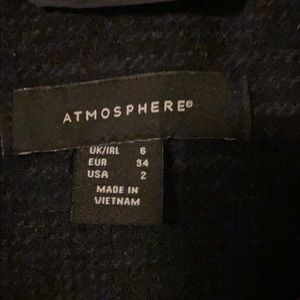 ATMOSPHERE®
UK/IRL 6
EUR 34
USA 2
MADE IN
VIETNAM